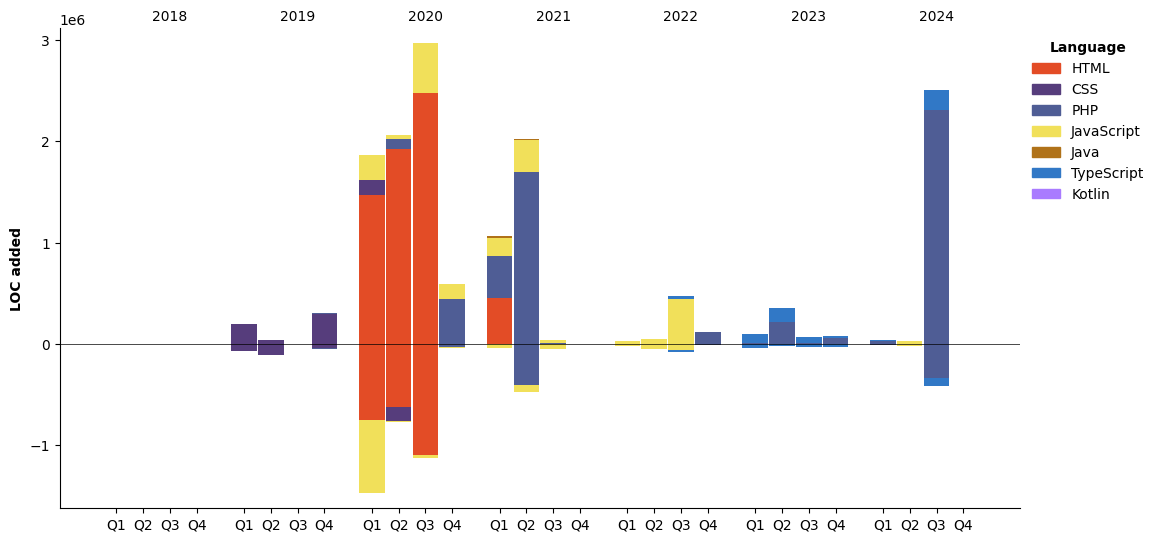 1e6
2018 2019 2020 2021 2022 2023 2024
Language
HTML
CSS
PHP
JavaScript
Java
TypeScript
Kotlin
LOC added
3
2
1
0
−1
Q1 Q2 Q3 Q4 Q1 Q2 Q3 Q4 Q1 Q2 Q3 Q4 Q1 Q2 Q3 Q4 Q1 Q2 Q3 Q4 Q1 Q2 Q3 Q4 Q1 Q2 Q3 Q4